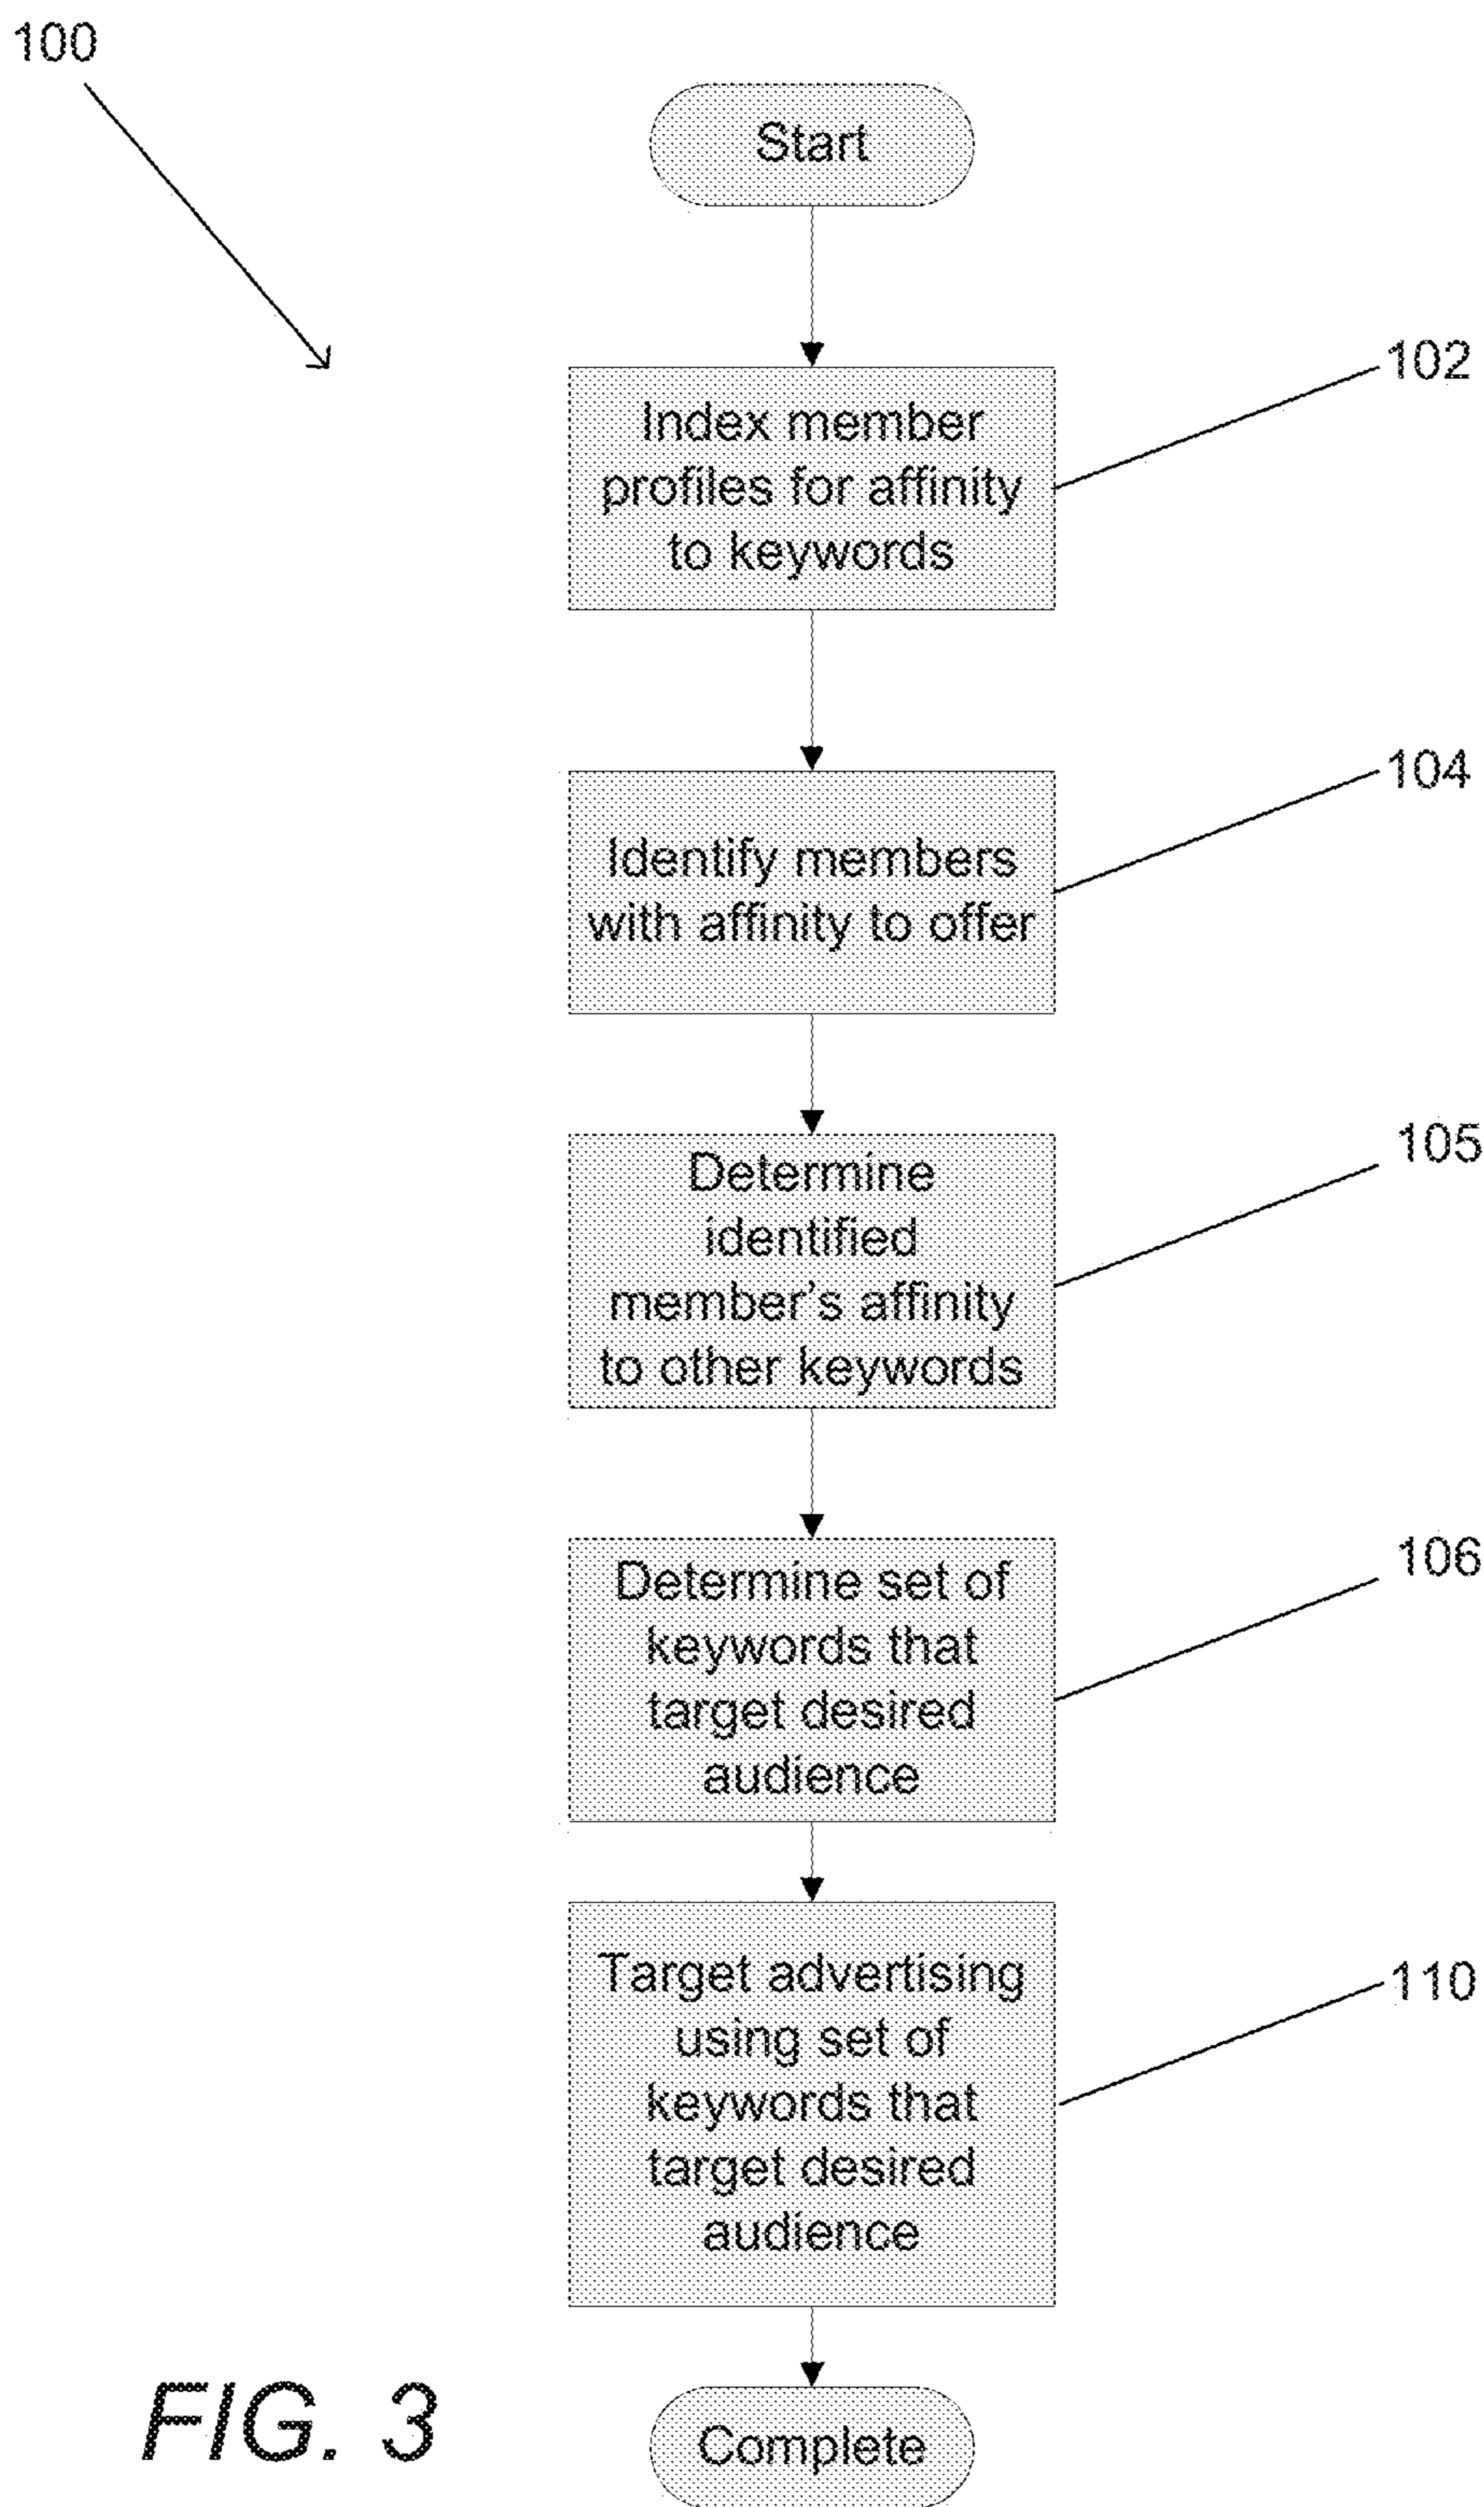 100
Start
102
Index member
profiles for affinity
to keywords
104
Identify members
with affinity to offer
105
Determine
identified
member's affinity
to other keywords
106
Determine set of
keywords that
target desired
audience
110
Target advertising
using set of
keywords that
target desired
audience
FIG. 3
Complete